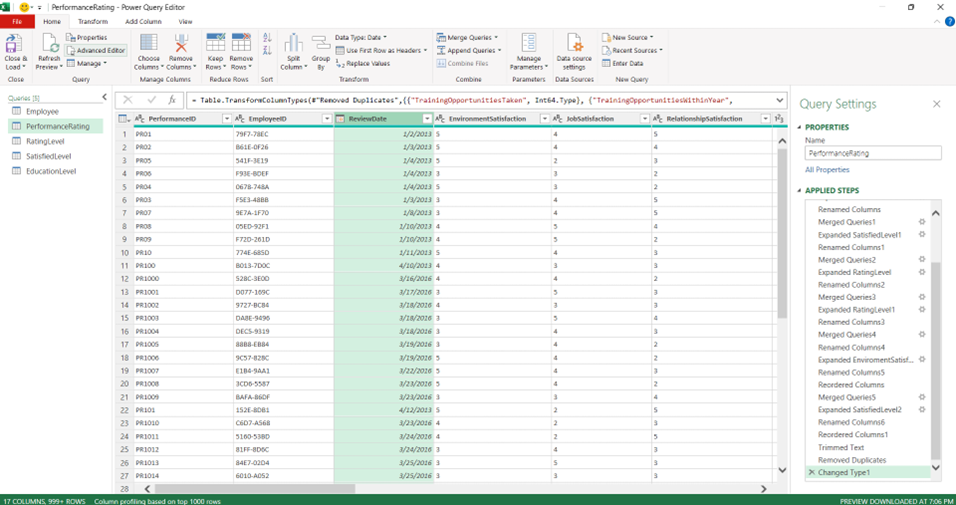 PerformanceRating - Power Query Editor
File Home Transform Add Column View
Close & Load
Close
Refresh Preview
Properties
Advanced Editor
Manage
Query
Choose Columns
Remove Columns
Manage Columns
Keep Rows
Remove Rows
Reduce Rows
Sort
Split Column
Group By
Data Type: Date
Use First Row as Headers
Replace Values
Transform
Merge Queries
Append Queries
Combine Files
Combine
Manage Parameters
Parameters
Data source settings
Data Sources
New Source
Recent Sources
Enter Data
New Query
Queries [5]
Employee
PerformanceRating
RatingLevel
SatisfiedLevel
EducationLevel
= Table.TransformColumnTypes(#"Removed Duplicates",{{"TrainingOpportunitiesTaken", Int64.Type}, {"TrainingOpportunitiesWithinYear",
PerformanceID EmployeeID ReviewDate EnvironmentSatisfaction JobSatisfaction RelationshipSatisfaction
1 PR01 79F7-78EC 1/2/2013 5 4 5
2 PR02 B61E-0F26 1/3/2013 5 4 4
3 PR05 541F-3E19 1/4/2013 5 2 3
4 PR06 F93E-BDEF 1/4/2013 3 3 2
5 PR04 0678-748A 1/4/2013 5 3 2
6 PR03 F5E3-48BB 1/3/2013 3 4 5
7 PR07 9E7A-1F70 1/8/2013 3 4 5
8 PR08 05ED-92F1 1/10/2013 4 5 4
9 PR09 F72D-261D 1/10/2013 4 5 2
10 PR10 774E-685D 1/11/2013 5 4 3
11 PR100 B013-7D0C 4/10/2013 4 3 3
12 PR1000 528C-3E0D 3/16/2016 4 4 2
13 PR1001 D077-169C 3/17/2016 3 5 3
14 PR1002 9727-BC84 3/18/2016 4 3 3
15 PR1003 DABE-9496 3/18/2016 3 5 4
16 PR1004 DEC5-9319 3/18/2016 3 4 3
17 PR1005 88B8-EB84 3/19/2016 3 4 2
18 PR1006 9C57-828C 3/19/2016 5 4 2
19 PR1007 E1B4-9AA1 3/22/2016 5 4 3
20 PR1008 3CD6-5587 3/23/2016 5 4 2
21 PR1009 BAFA-86DF 3/23/2016 3 3 4
22 PR101 152E-8DB1 4/12/2013 5 2 5
23 PR1010 C6D7-A56B 3/23/2016 4 2 3
24 PR1011 5160-538D 3/24/2016 4 2 5
25 PR1012 81FF-8D6C 3/24/2016 3 4 3
26 PR1013 84E7-02D4 3/25/2016 3 5 3
27 PR1014 6010-A052 3/25/2016 3 4 3
28
Query Settings
PROPERTIES
Name
PerformanceRating
All Properties
APPLIED STEPS
Renamed Columns
Merged Queries1
Expanded SatisfiedLevel1
Renamed Columns1
Merged Queries2
Expanded RatingLevel
Renamed Columns2
Merged Queries3
Expanded RatingLevel1
Renamed Columns3
Merged Queries4
Renamed Columns4
Expanded EnviromentSatisf...
Renamed Columns5
Reordered Columns
Merged Queries5
Expanded SatisfiedLevel2
Renamed Columns6
Reordered Columns1
Trimmed Text
Removed Duplicates
Changed Type1
17 COLUMNS, 999+ ROWS Column profiling based on top 1000 rows PREVIEW DOWNLOADED AT 7:06 PM